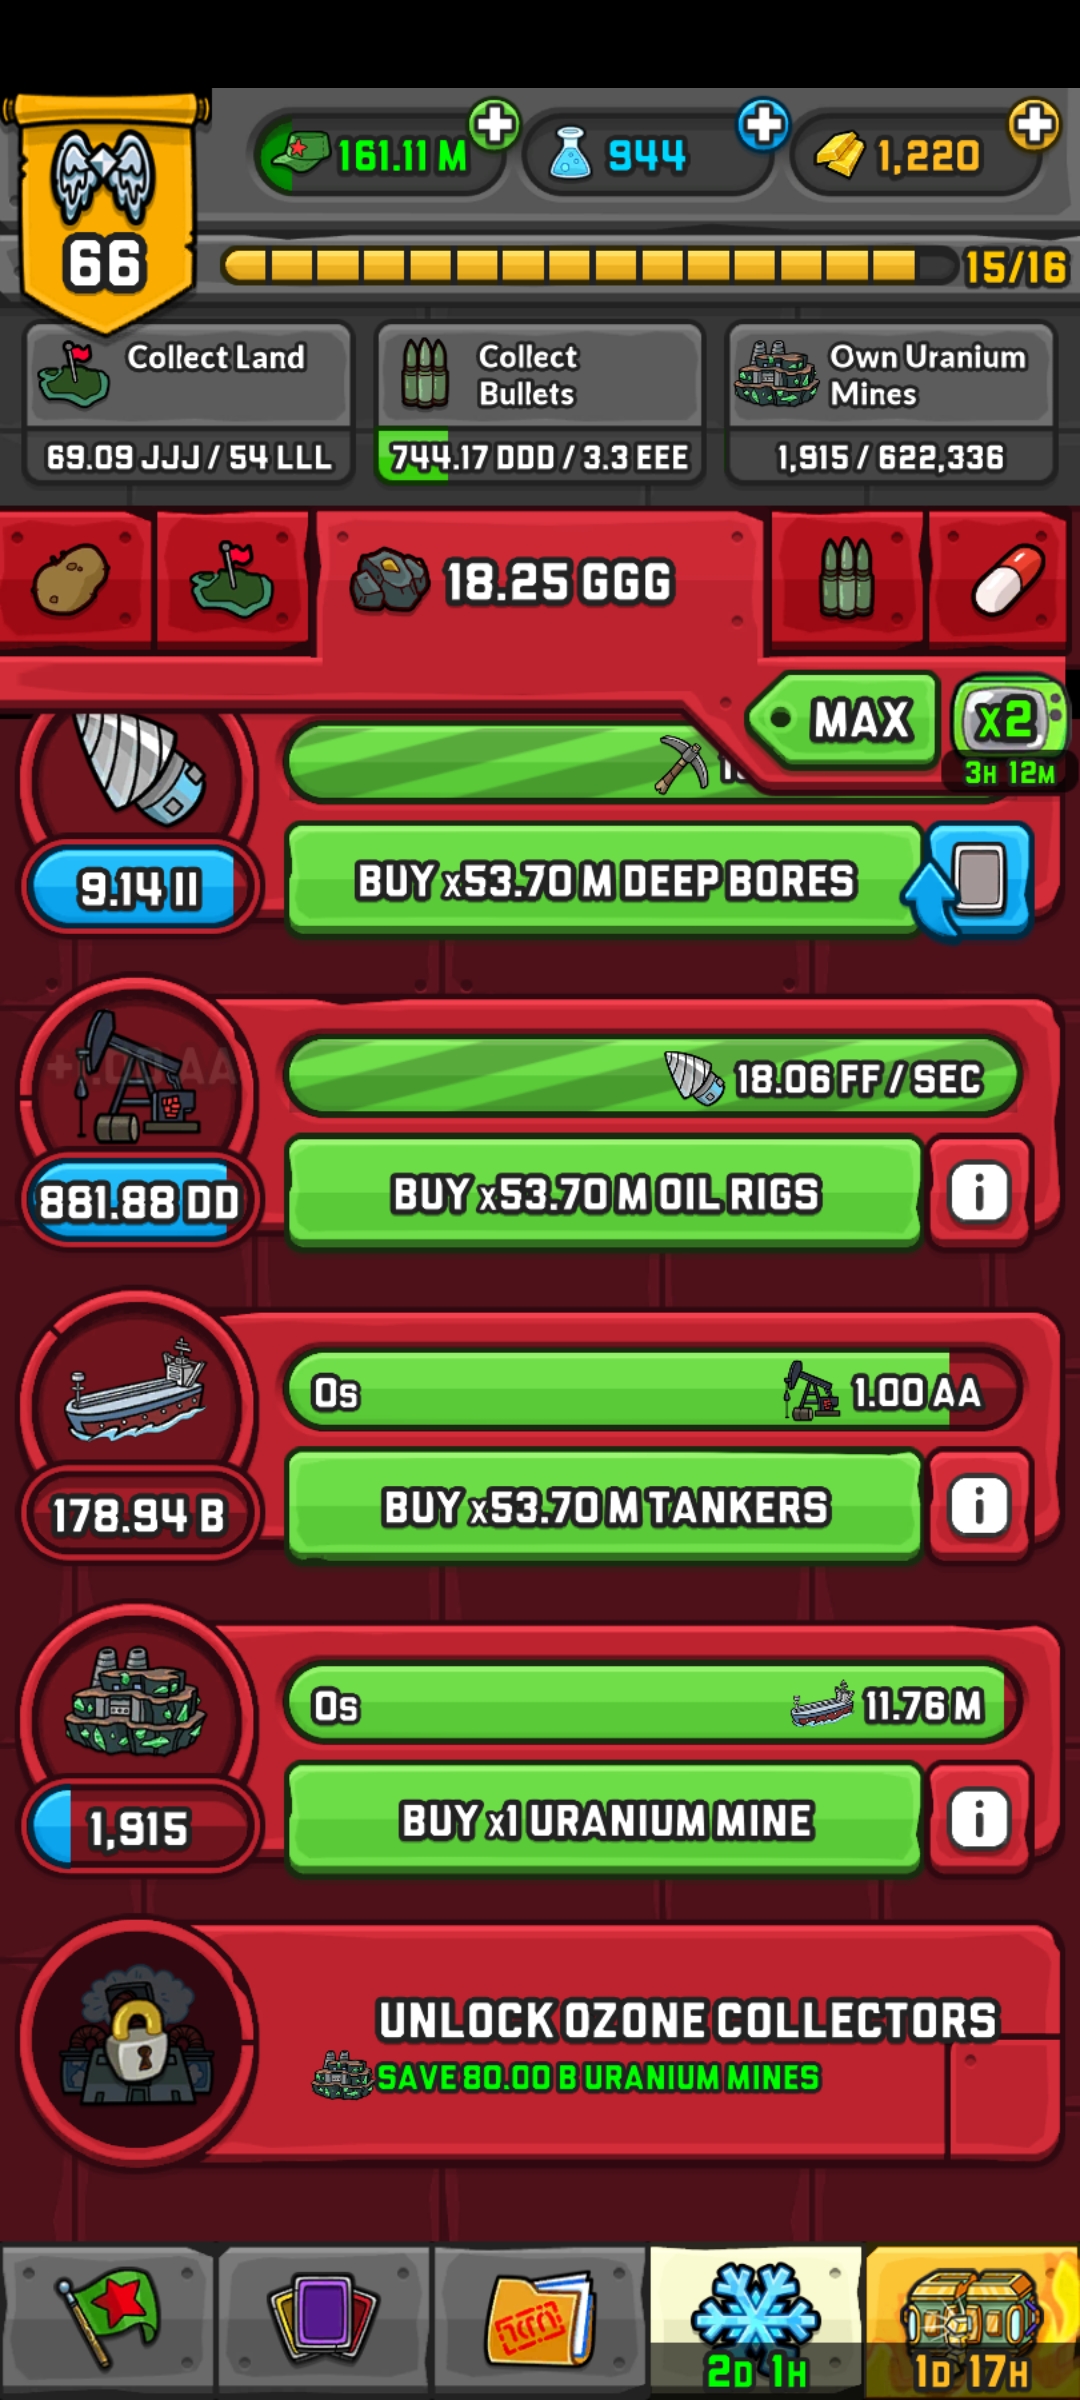 161.11 M
944
1,220
66
15/16
Collect Land
69.09 JJJ / 54 LLL
Collect
Bullets
744.17 DDD / 3.3 EEE
Own Uranium
Mines
1,915 / 622,336
18.25 GGG
MAX
x2
3H 12M
9.14 II
BUY x53.70 M DEEP BORES
+1.00 AA
18.06 FF / SEC
881.88 DD
BUY x53.70 M OIL RIGS
0s
1.00 AA
178.94 B
BUY x53.70 M TANKERS
0s
11.76 M
1,915
BUY x1 URANIUM MINE
UNLOCK OZONE COLLECTORS
SAVE 80.00 B URANIUM MINES
2D 1H
1D 17H